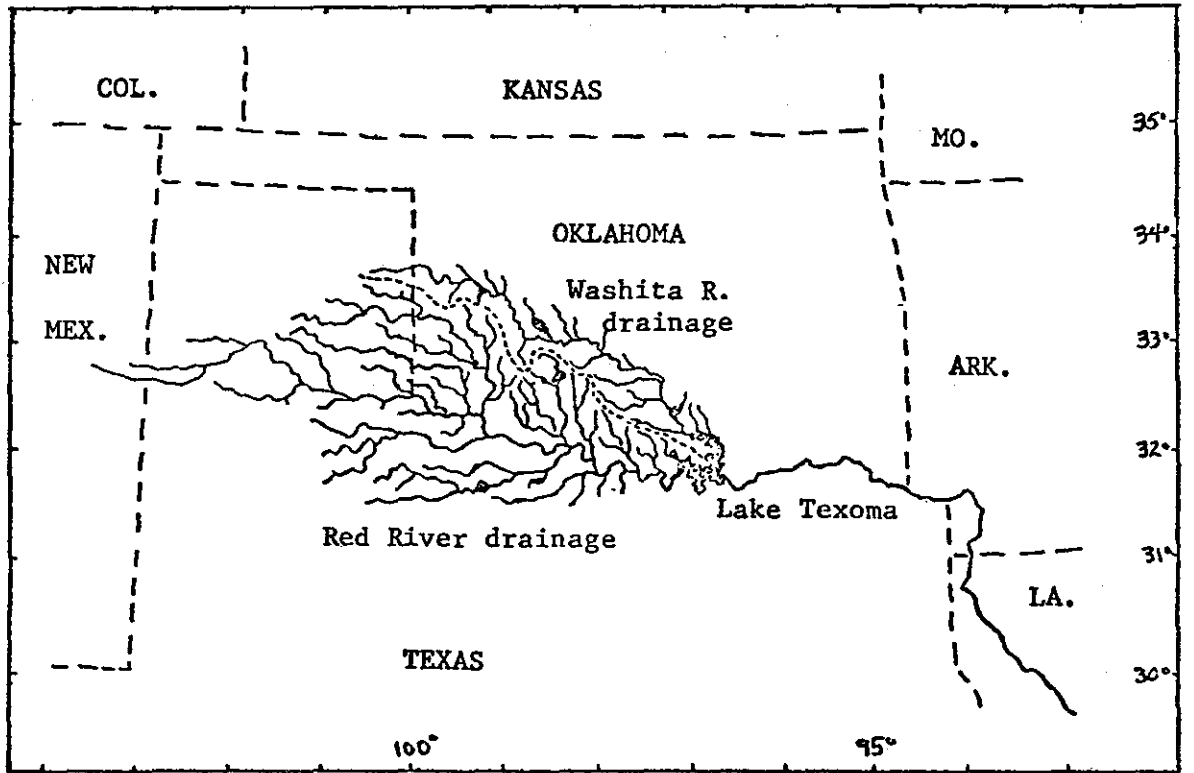 COL.
KANSAS
35°
MO.
OKLAHOMA
34°
NEW
MEX.
Washita R.
drainage
33°
ARK.
32°
Lake Texoma
Red River drainage
31°
LA.
TEXAS
30°
100°
95°